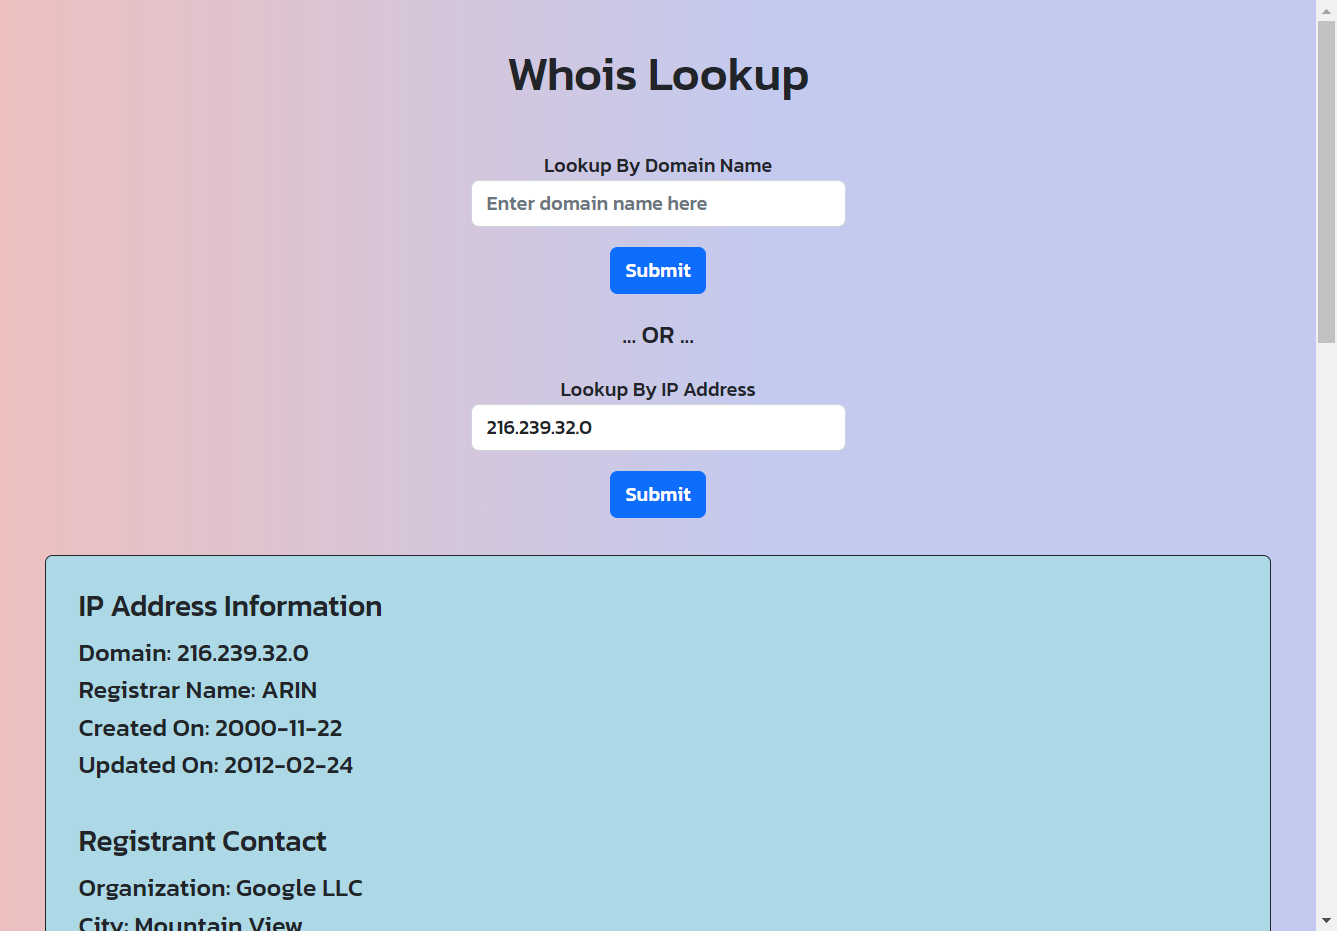 Whois Lookup
Lookup By Domain Name
Enter domain name here
Submit
... OR ...
Lookup By IP Address
216.239.32.0
Submit
IP Address Information
Domain: 216.239.32.0
Registrar Name: ARIN
Created On: 2000-11-22
Updated On: 2012-02-24
Registrant Contact
Organization: Google LLC
City: Mountain View